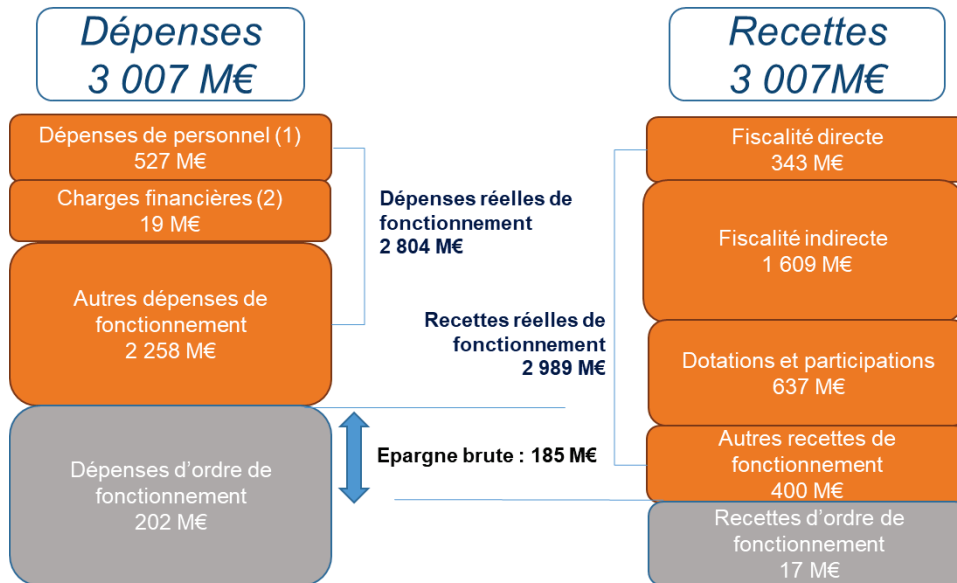 Dépenses
3 007 M€
Recettes
3 007M€
Dépenses de personnel (1)
527 M€
Charges financières (2)
19 M€
Autres dépenses de
fonctionnement
2 258 M€
Dépenses d'ordre de
fonctionnement
202 M€
Dépenses réelles de
fonctionnement
2 804 M€
Recettes réelles de
fonctionnement
2 989 M€
Epargne brute : 185 M€
Fiscalité directe
343 M€
Fiscalité indirecte
1 609 M€
Dotations et participations
637 M€
Autres recettes de
fonctionnement
400 M€
Recettes d'ordre de
fonctionnement
17 M€